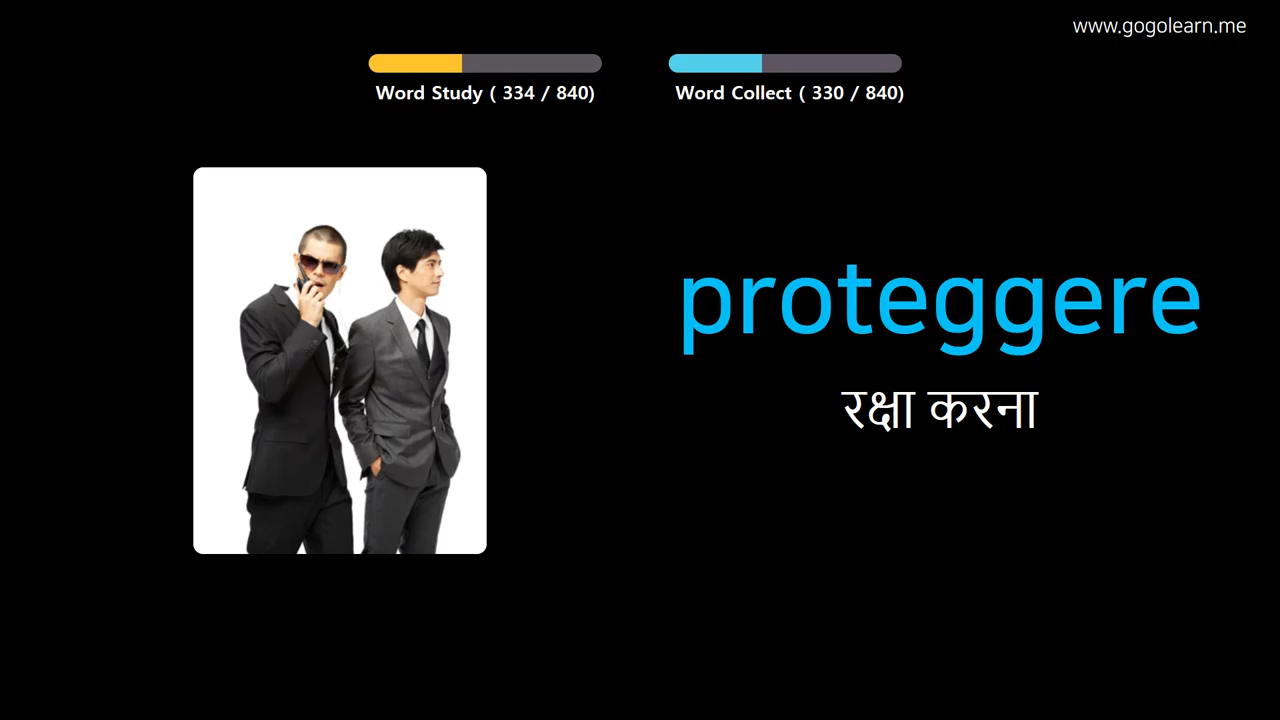 www.gogolearn.me
Word Study ( 334 / 840)
Word Collect ( 330 / 840)
proteggere
रक्षा करना